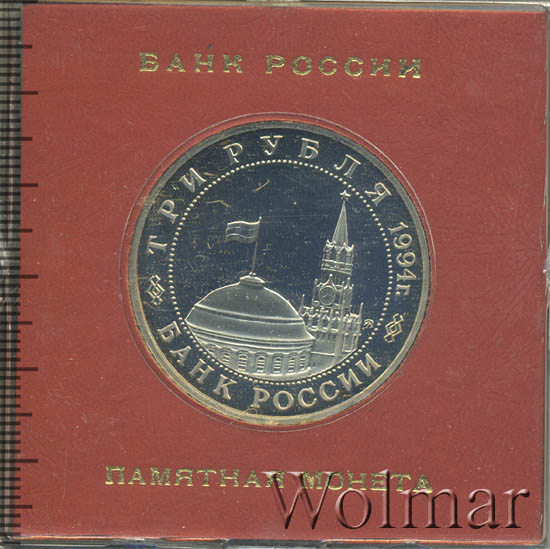 БАНК РОССИИ
ТРИ РУБЛЯ 1994г.
БАНК РОССИИ
ПАМЯТНАЯ МОНЕТА
Wolmar